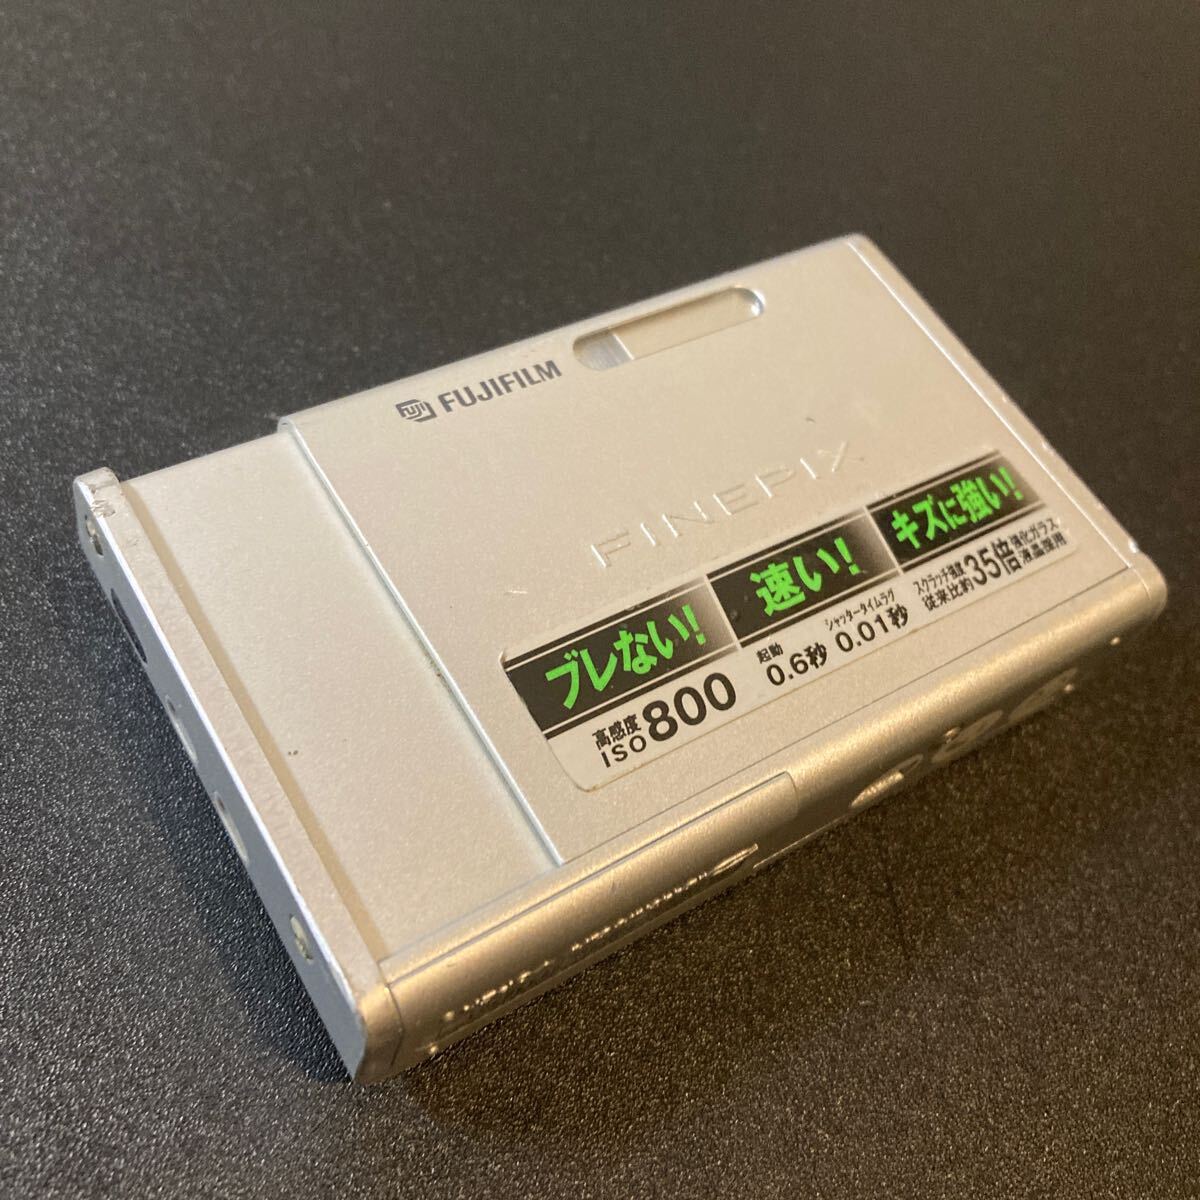 Fuji FUJIFILM
FINEPIX
ブレない! 速い! キズに強い!
高感度
ISO 800
起動
0.6秒
シャッタータイムラグ
0.01秒
スクラッチ強度
従来比約35倍
強化ガラス
液晶採用